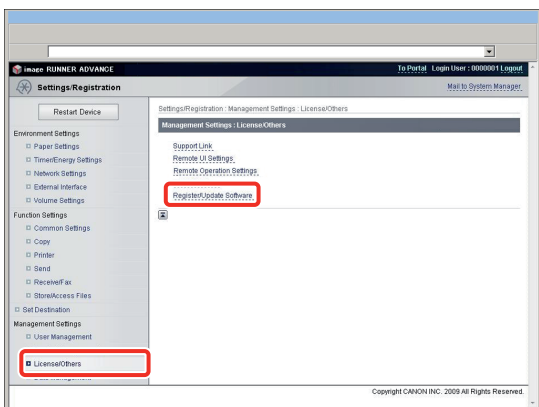 image RUNNER ADVANCE
To Portal Login User : 0000001 Logout
Settings/Registration
Mail to System Manager
Restart Device
Settings/Registration : Management Settings : License/Others
Management Settings : License/Others
Environment Settings
Paper Settings
Timer/Energy Settings
Network Settings
External Interface
Volume Settings
Function Settings
Common Settings
Copy
Printer
Send
Receive/Fax
Store/Access Files
Set Destination
Management Settings
User Management
License/Others
Support Link
Remote UI Settings
Remote Operation Settings
Register/Update Software
Copyright CANON INC. 2009 All Rights Reserved.